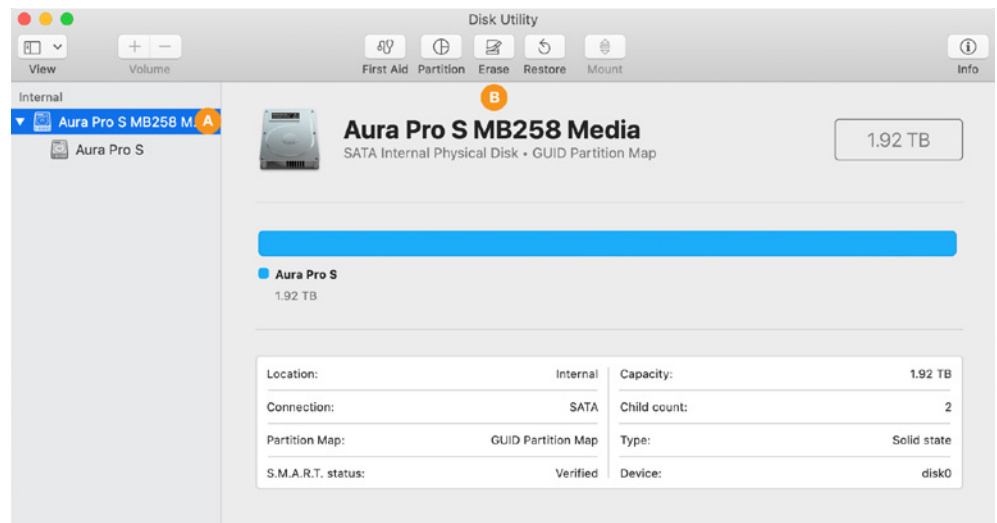 Disk Utility
View
Volume
First Aid
Partition
Erase
Restore
Mount
Info
B
Internal
Aura Pro S MB258 M...
A
Aura Pro S
Aura Pro S MB258 Media
SATA Internal Physical Disk • GUID Partition Map
1.92 TB
Aura Pro S
1.92 TB
Location: Internal
Capacity: 1.92 TB
Connection: SATA
Child count: 2
Partition Map: GUID Partition Map
Type: Solid state
S.M.A.R.T. status: Verified
Device: disk0